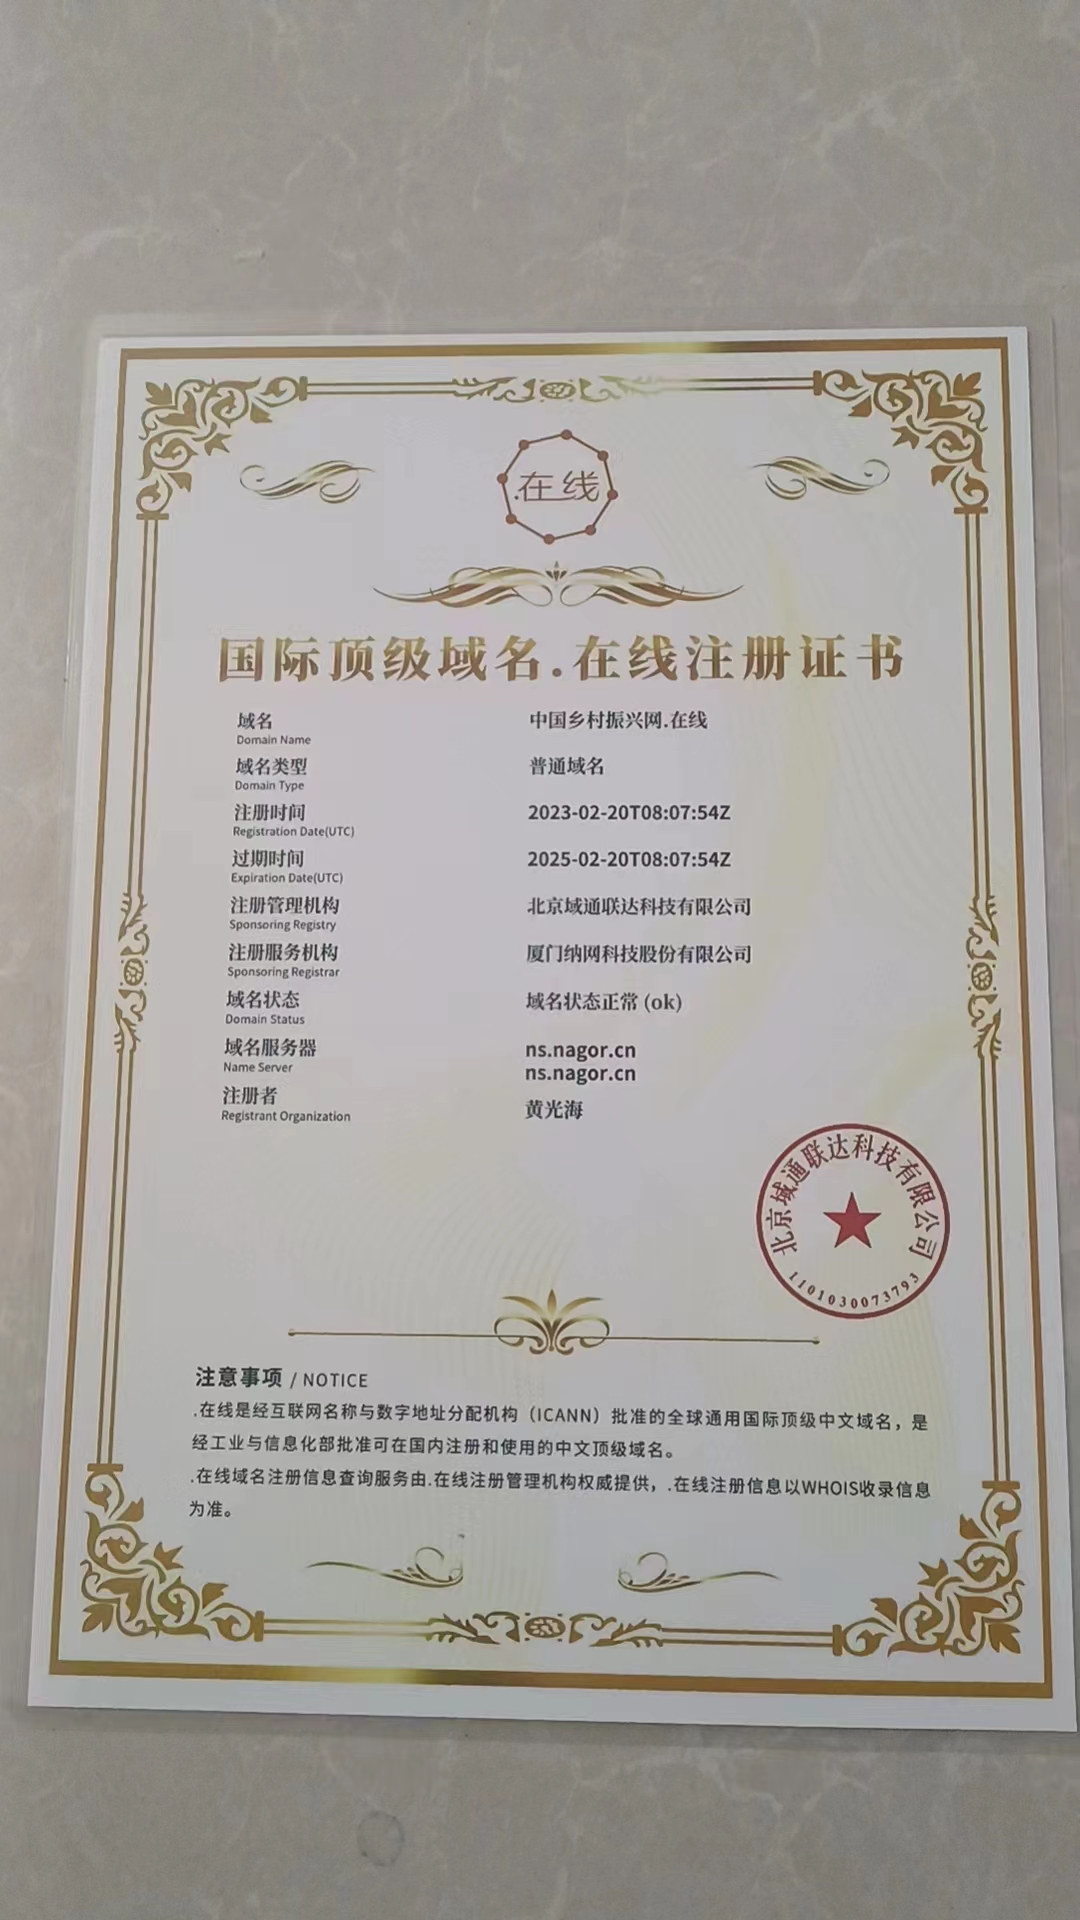 .在线
国际顶级域名.在线注册证书
域名 中国乡村振兴网.在线
Domain Name
域名类型 普通域名
Domain Type
注册时间 2023-02-20T08:07:54Z
Registration Date(UTC)
过期时间 2025-02-20T08:07:54Z
Expiration Date(UTC)
注册管理机构 北京域通联达科技有限公司
Sponsoring Registry
注册服务机构 厦门纳网科技股份有限公司
Sponsoring Registrar
域名状态 域名状态正常 (ok)
Domain Status
域名服务器 ns.nagor.cn
Name Server ns.nagor.cn
注册者 黄光海
Registrant Organization
北京域通联达科技有限公司
1101030073793
注意事项 / NOTICE
.在线是经互联网名称与数字地址分配机构（ICANN）批准的全球通用国际顶级中文域名，是
经工业与信息化部批准可在国内注册和使用的中文顶级域名。
.在线域名注册信息查询服务由.在线注册管理机构权威提供，.在线注册信息以WHOIS收录信息
为准。